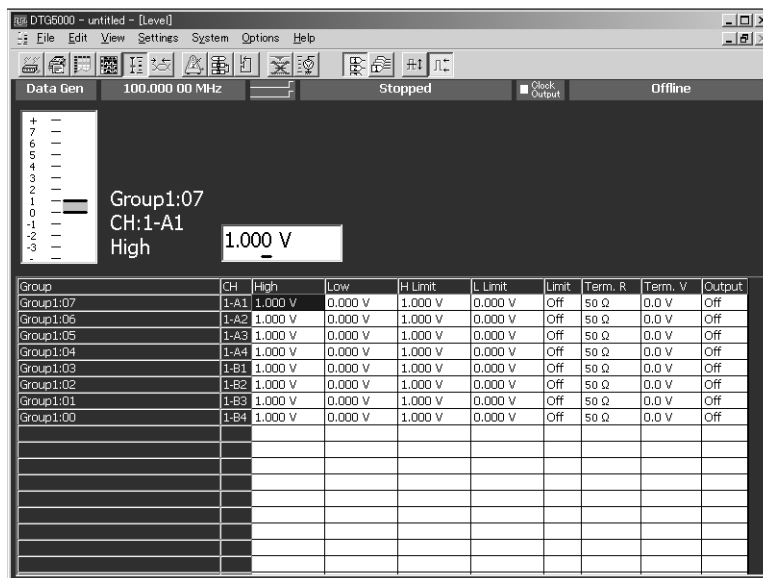 DTG5000 - untitled - [Level]
File Edit View Settings System Options Help
Data Gen 100.000 00 MHz Stopped Clock Output Offline
+
7
6
5
4
3
2
1
0
-1
-2
-3
-
Group1:07
CH:1-A1
High
1.000 V
Group CH High Low H Limit L Limit Limit Term. R Term. V Output
Group1:07 1-A1 1.000 V 0.000 V 1.000 V 0.000 V Off 50 Ω 0.0 V Off
Group1:06 1-A2 1.000 V 0.000 V 1.000 V 0.000 V Off 50 Ω 0.0 V Off
Group1:05 1-A3 1.000 V 0.000 V 1.000 V 0.000 V Off 50 Ω 0.0 V Off
Group1:04 1-A4 1.000 V 0.000 V 1.000 V 0.000 V Off 50 Ω 0.0 V Off
Group1:03 1-B1 1.000 V 0.000 V 1.000 V 0.000 V Off 50 Ω 0.0 V Off
Group1:02 1-B2 1.000 V 0.000 V 1.000 V 0.000 V Off 50 Ω 0.0 V Off
Group1:01 1-B3 1.000 V 0.000 V 1.000 V 0.000 V Off 50 Ω 0.0 V Off
Group1:00 1-B4 1.000 V 0.000 V 1.000 V 0.000 V Off 50 Ω 0.0 V Off